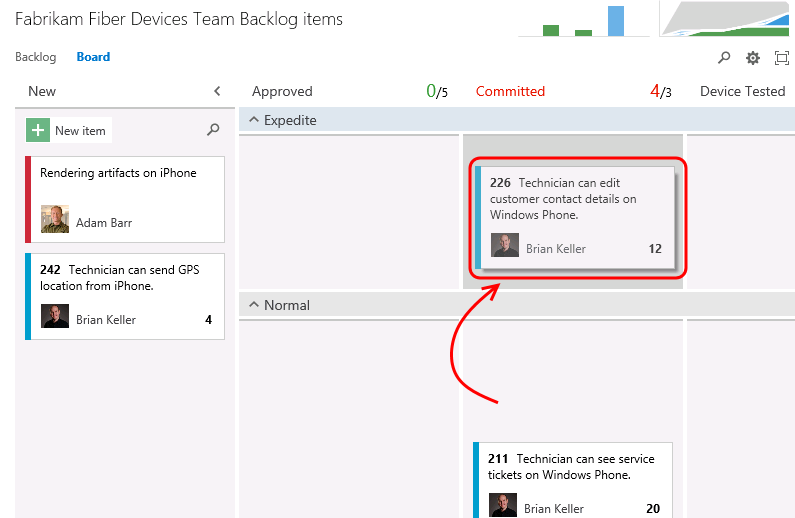 Fabrikam Fiber Devices Team Backlog items
Backlog Board
New
Approved 0/5
Committed 4/3
Device Tested
New item
Rendering artifacts on iPhone
Adam Barr
242 Technician can send GPS
location from iPhone.
Brian Keller 4
Expedite
226 Technician can edit
customer contact details on
Windows Phone.
Brian Keller 12
Normal
211 Technician can see service
tickets on Windows Phone.
Brian Keller 20